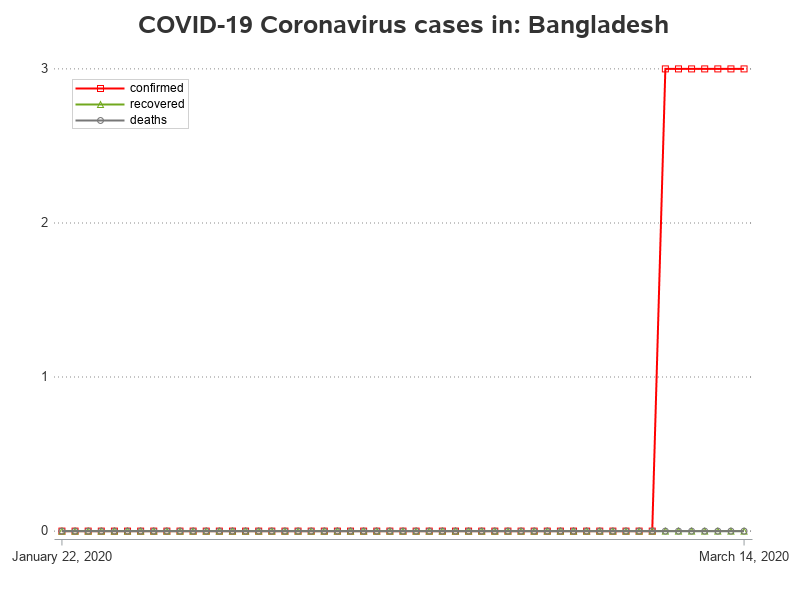 COVID-19 Coronavirus cases in: Bangladesh
3
confirmed
recovered
deaths
2
1
0
January 22, 2020
March 14, 2020